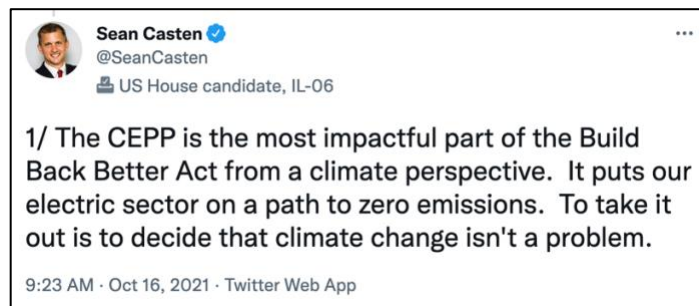 Sean Casten
@SeanCasten
US House candidate, IL-06
1/ The CEPP is the most impactful part of the Build
Back Better Act from a climate perspective.  It puts our
electric sector on a path to zero emissions.  To take it
out is to decide that climate change isn't a problem.
9:23 AM · Oct 16, 2021 · Twitter Web App